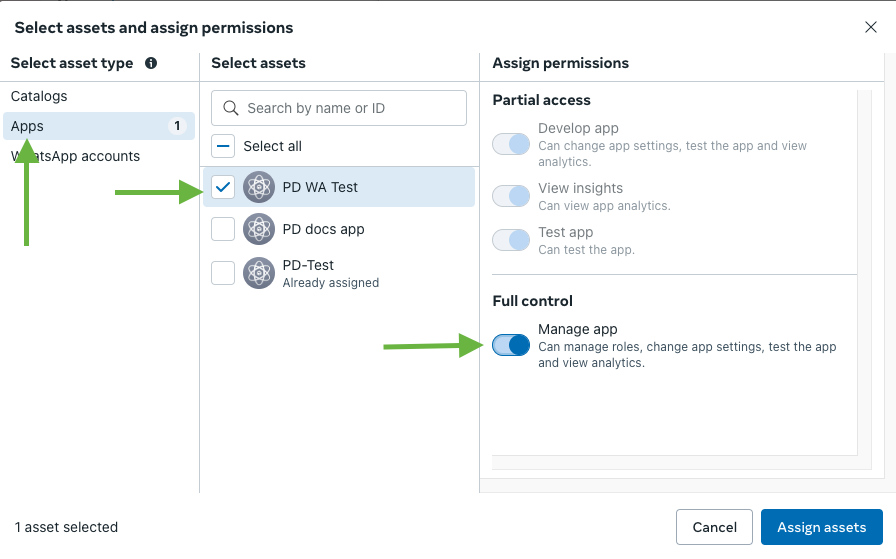 Select assets and assign permissions
Select asset type
Catalogs
Apps 1
WhatsApp accounts
Select assets
Search by name or ID
Select all
PD WA Test
PD docs app
PD-Test
Already assigned
Assign permissions
Partial access
Develop app
Can change app settings, test the app and view
analytics.
View insights
Can view app analytics.
Test app
Can test the app.
Full control
Manage app
Can manage roles, change app settings, test the app
and view analytics.
1 asset selected
Cancel
Assign assets